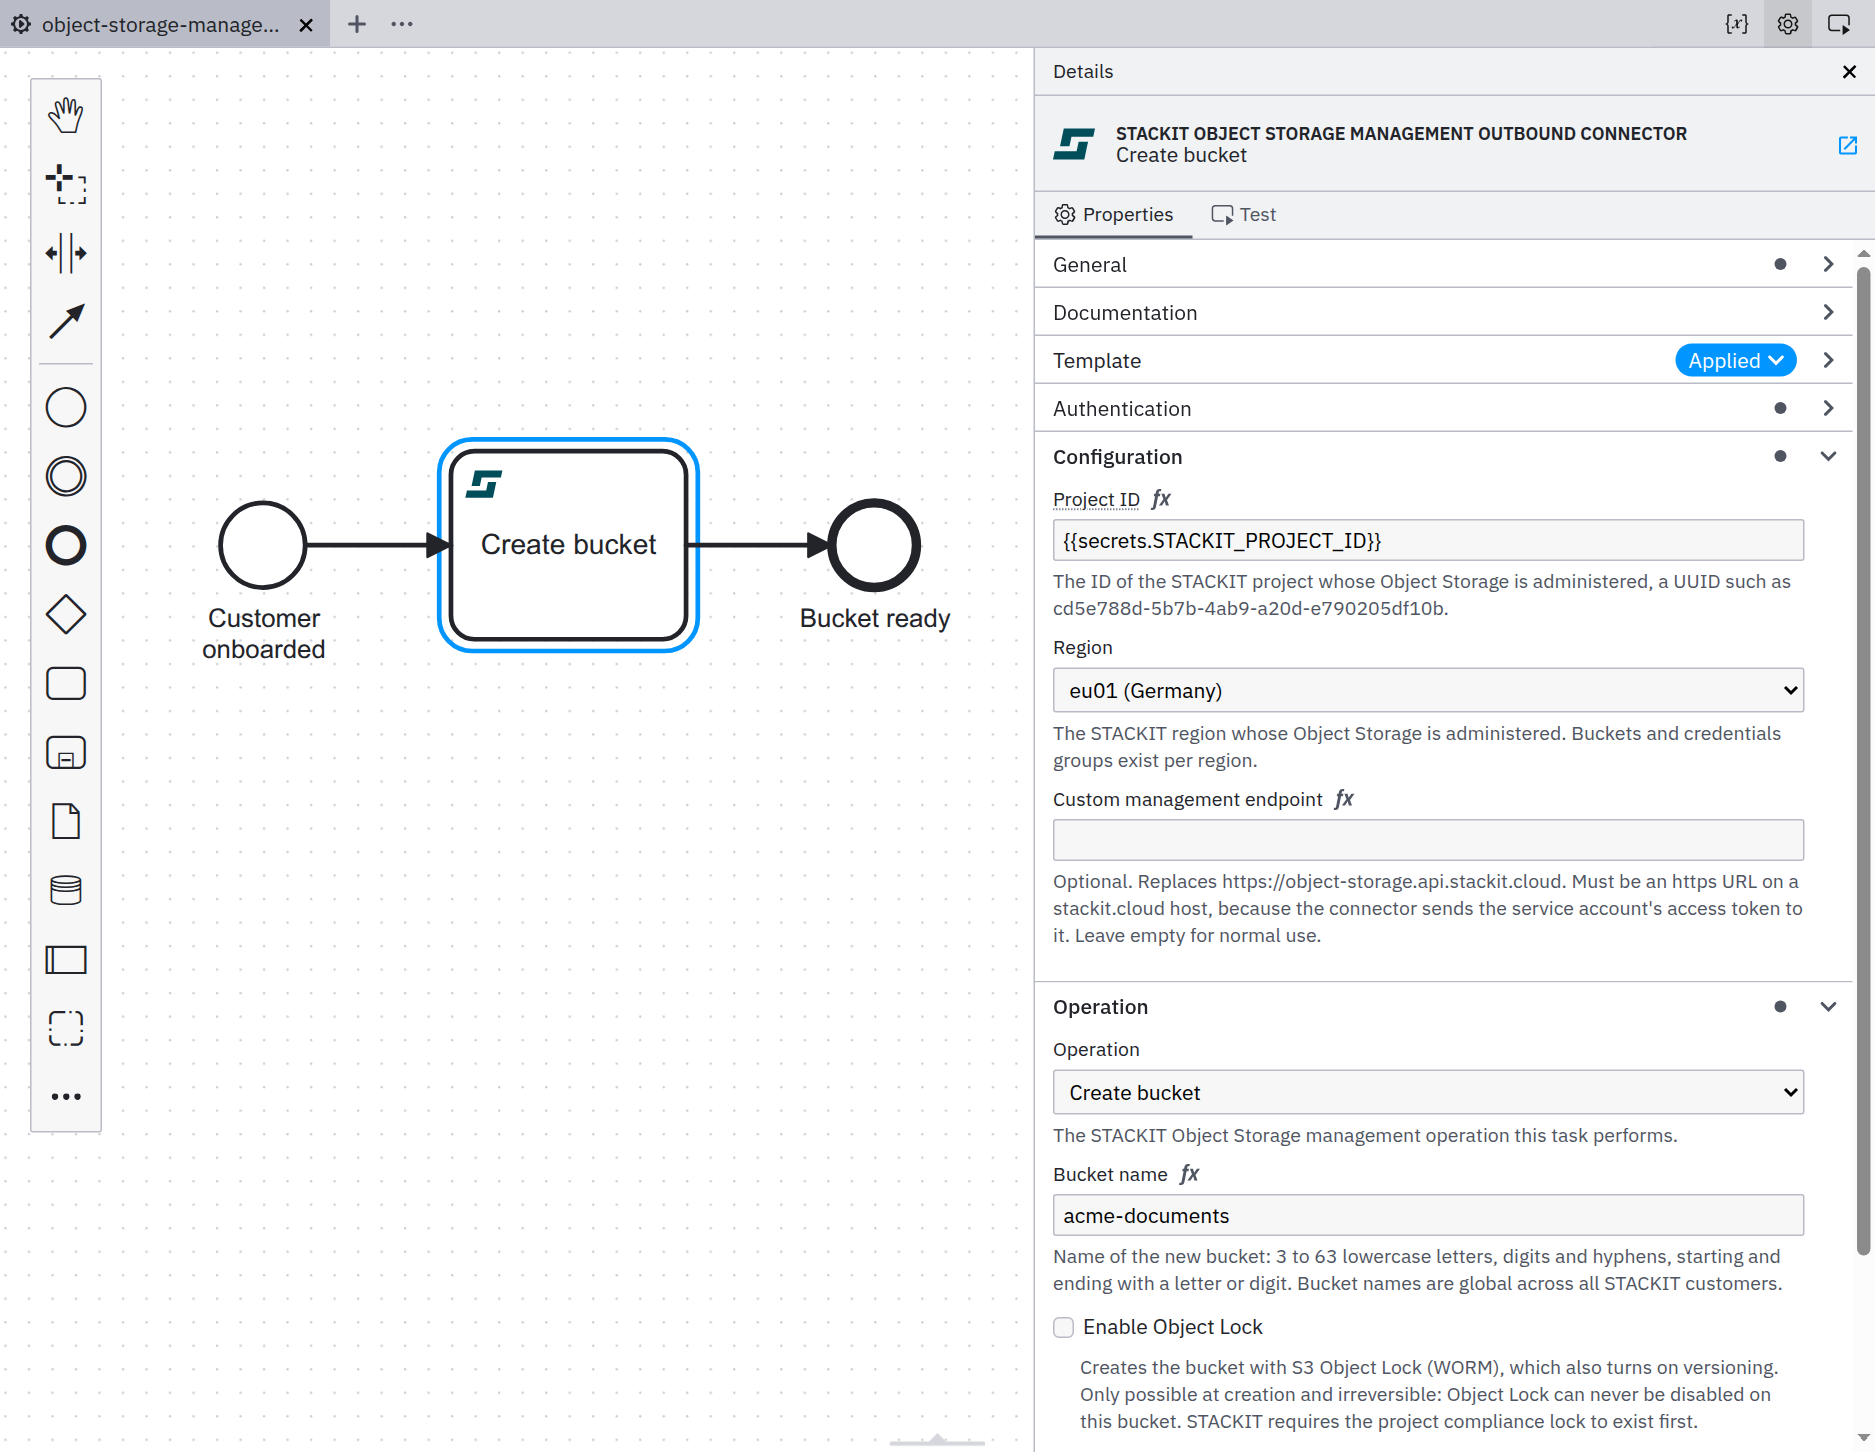 object-storage-manage...
{x}
Details
STACKIT OBJECT STORAGE MANAGEMENT OUTBOUND CONNECTOR
Create bucket
Properties
Test
General
Documentation
Template
Applied
Authentication
Configuration
Project ID fx
{{secrets.STACKIT_PROJECT_ID}}
The ID of the STACKIT project whose Object Storage is administered, a UUID such as
cd5e788d-5b7b-4ab9-a20d-e790205df10b.
Region
eu01 (Germany)
The STACKIT region whose Object Storage is administered. Buckets and credentials
groups exist per region.
Custom management endpoint fx
Optional. Replaces https://object-storage.api.stackit.cloud. Must be an https URL on a
stackit.cloud host, because the connector sends the service account's access token to
it. Leave empty for normal use.
Operation
Operation
Create bucket
The STACKIT Object Storage management operation this task performs.
Bucket name fx
acme-documents
Name of the new bucket: 3 to 63 lowercase letters, digits and hyphens, starting and
ending with a letter or digit. Bucket names are global across all STACKIT customers.
Enable Object Lock
Creates the bucket with S3 Object Lock (WORM), which also turns on versioning.
Only possible at creation and irreversible: Object Lock can never be disabled on
this bucket. STACKIT requires the project compliance lock to exist first.
Create bucket
Customer
onboarded
Bucket ready